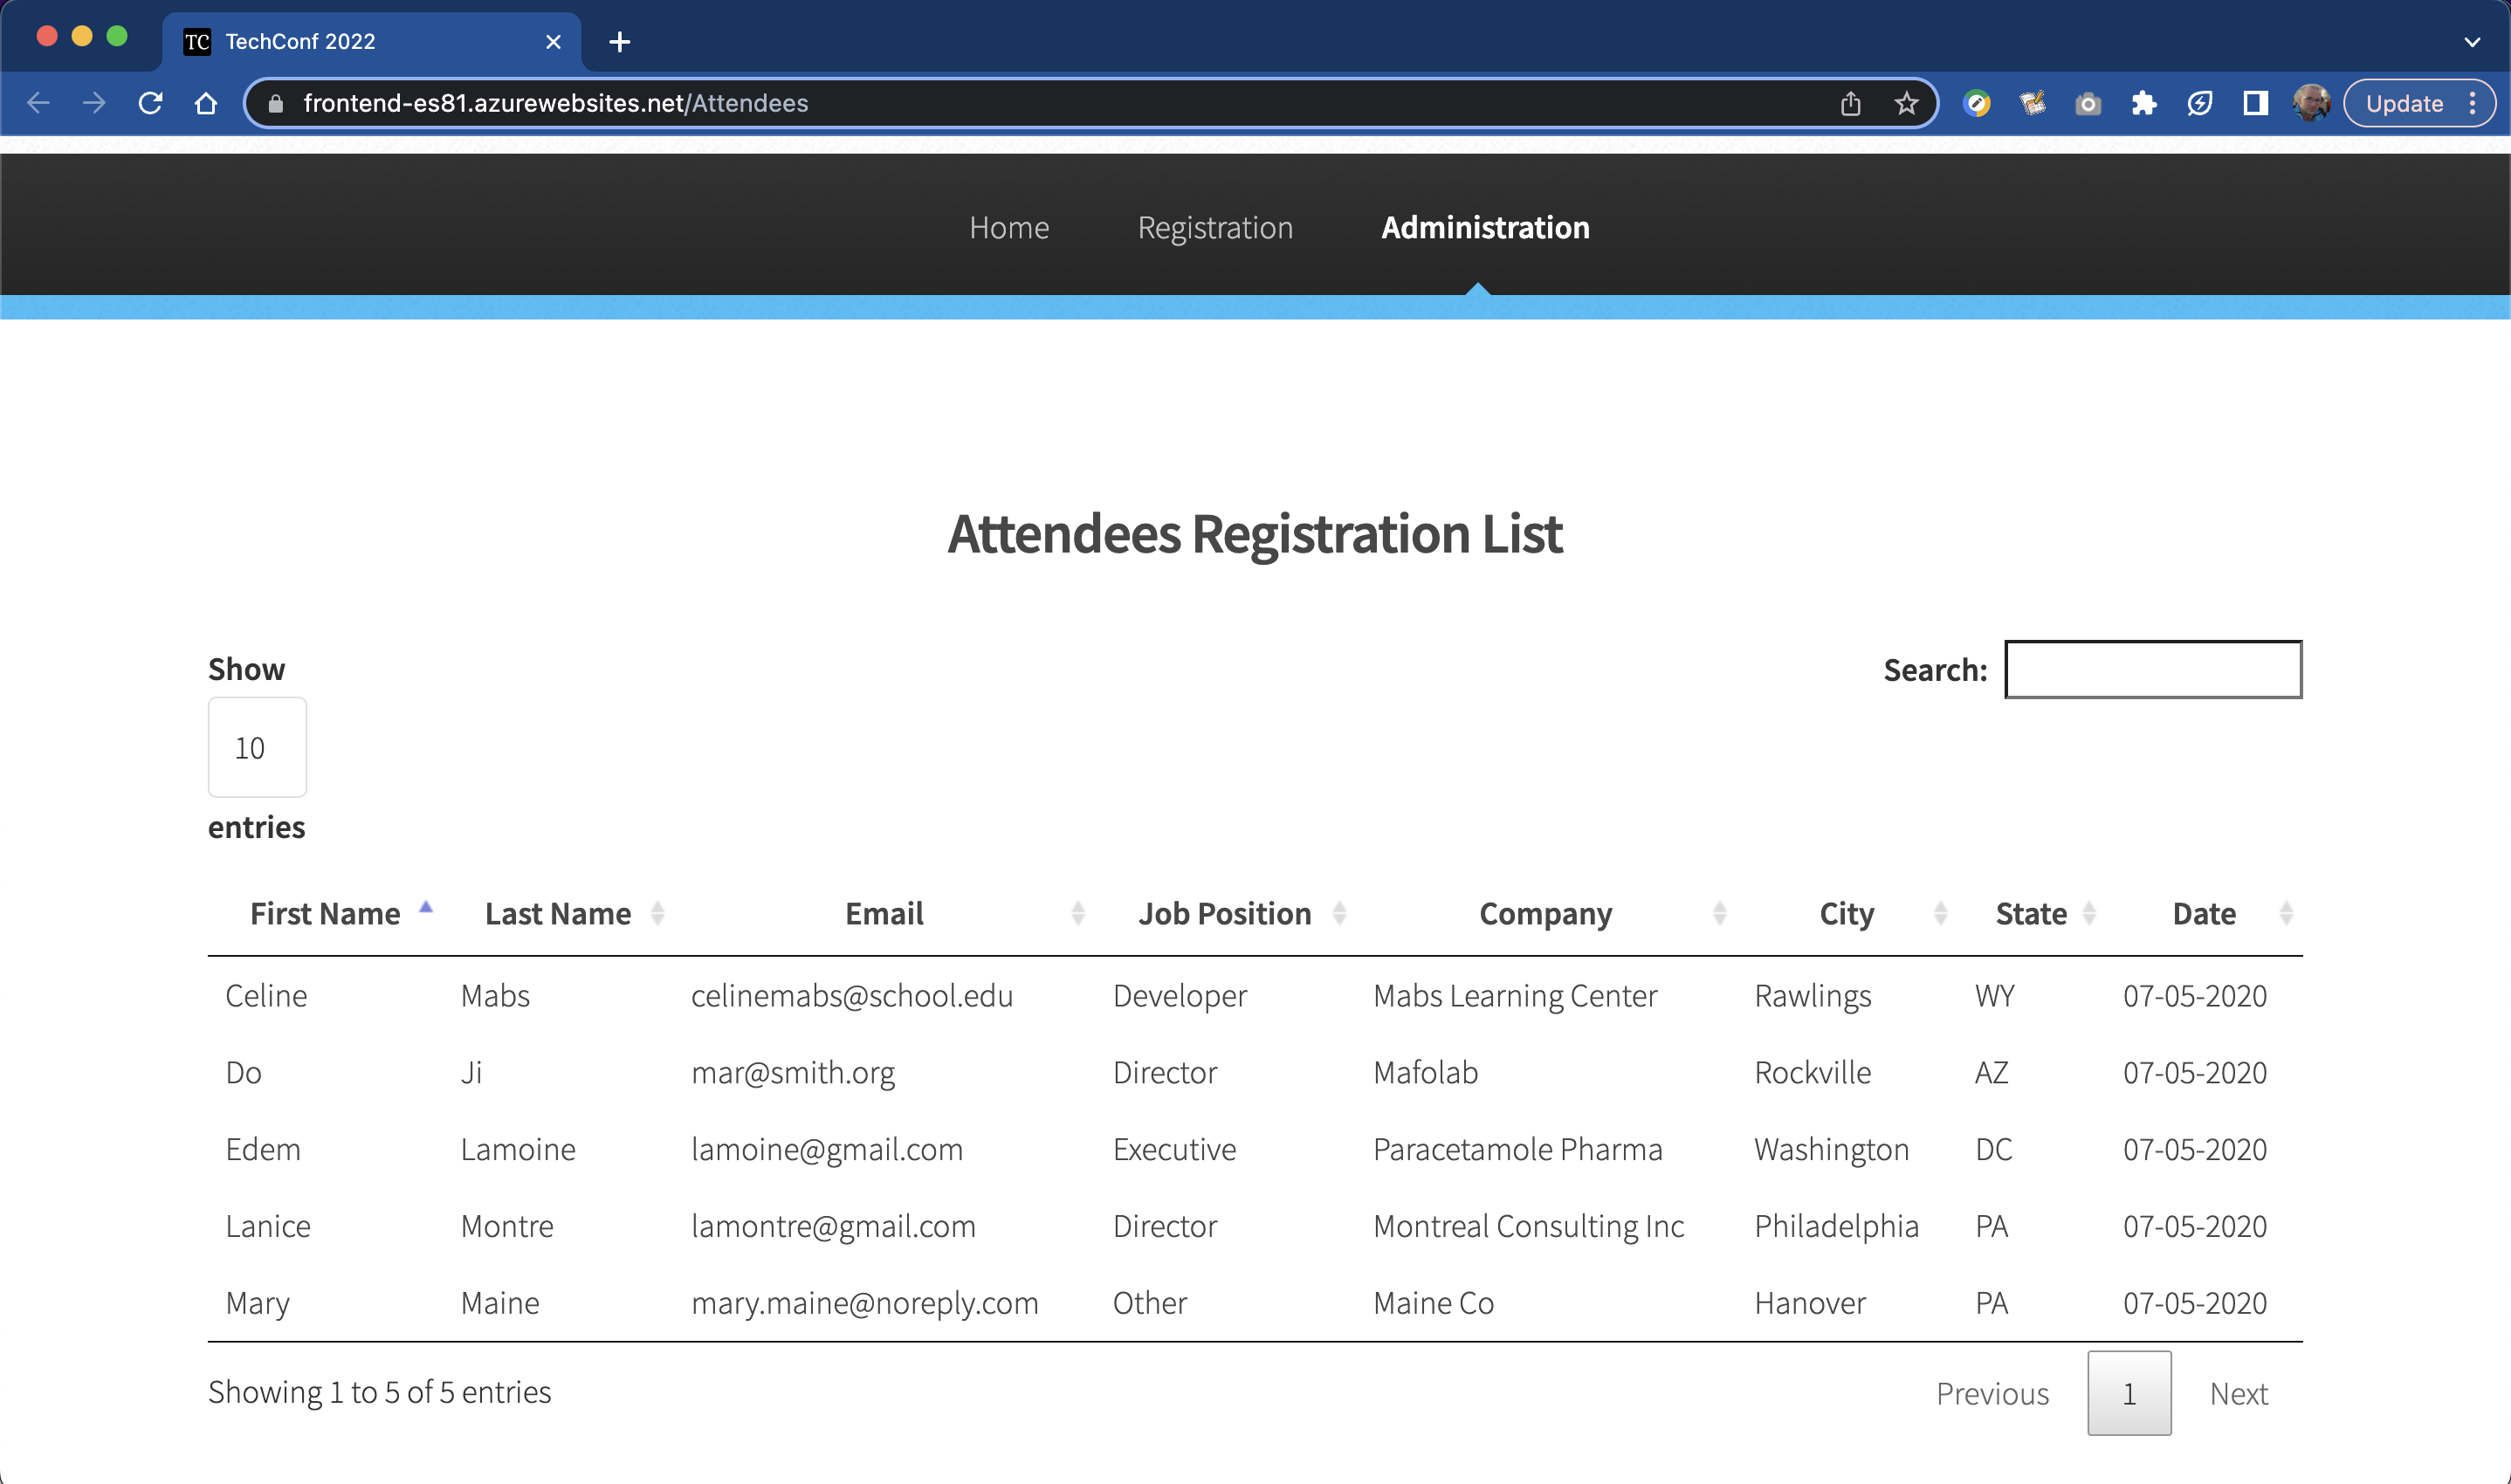 TC TechConf 2022
frontend-es81.azurewebsites.net/Attendees Update
Home Registration Administration
Attendees Registration List
Show Search:
10
entries
First Name Last Name Email Job Position Company City State Date
Celine Mabs celinemabs@school.edu Developer Mabs Learning Center Rawlings WY 07-05-2020
Do Ji mar@smith.org Director Mafolab Rockville AZ 07-05-2020
Edem Lamoine lamoine@gmail.com Executive Paracetamole Pharma Washington DC 07-05-2020
Lanice Montre lamontre@gmail.com Director Montreal Consulting Inc Philadelphia PA 07-05-2020
Mary Maine mary.maine@noreply.com Other Maine Co Hanover PA 07-05-2020
Showing 1 to 5 of 5 entries Previous 1 Next